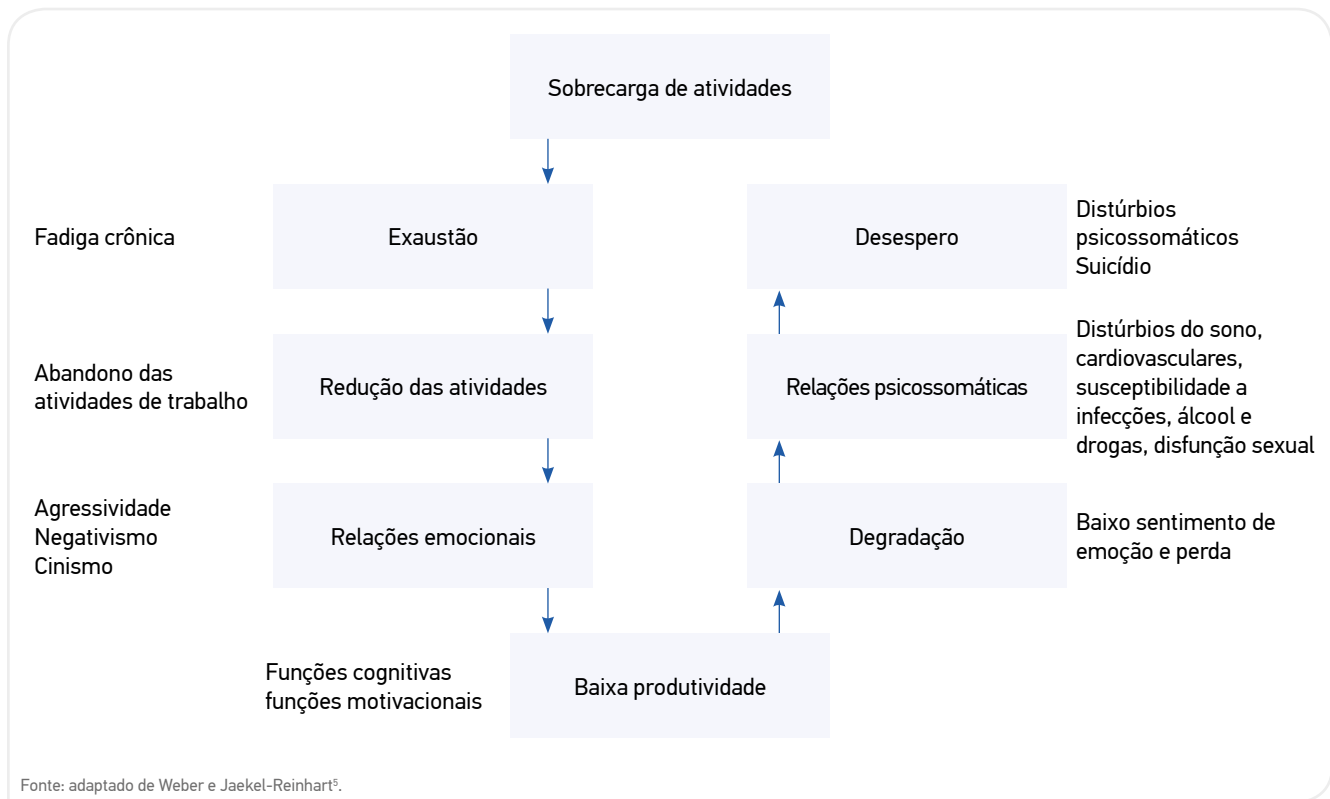 Sobrecarga de atividades
Fadiga crônica
Exaustão
Desespero
Distúrbios
psicossomáticos
Suicídio
Abandono das
atividades de trabalho
Redução das atividades
Relações psicossomáticas
Distúrbios do sono,
cardiovasculares,
susceptibilidade a
infecções, álcool e
drogas, disfunção sexual
Agressividade
Negativismo
Cinismo
Relações emocionais
Degradação
Baixo sentimento de
emoção e perda
Funções cognitivas
funções motivacionais
Baixa produtividade
Fonte: adaptado de Weber e Jaekel-Reinhart⁵.